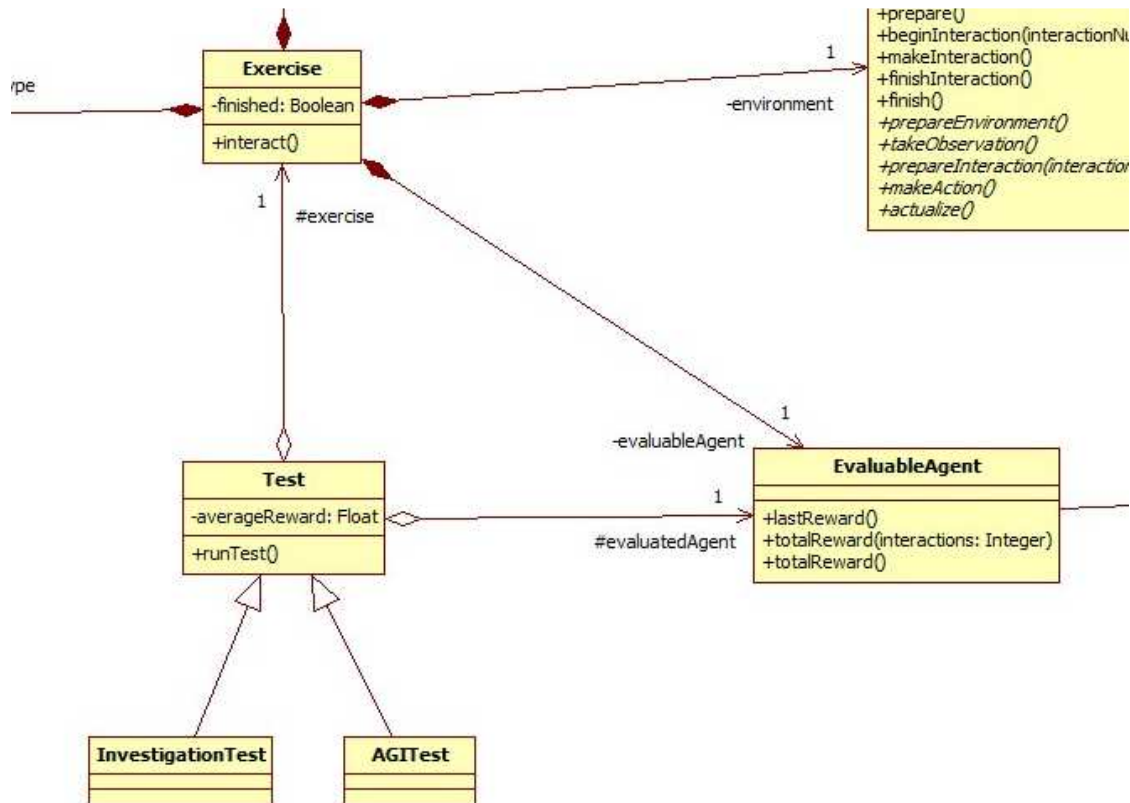 +prepare()
+beginInteraction(interactionNu
+makeInteraction()
+finishInteraction()
+finish()
+prepareEnvironment()
+takeObservation()
+prepareInteraction(interaction
+makeAction()
+actualize()
ype
Exercise
-finished: Boolean
+interact()
1
-environment
1
#exercise
1
-evaluableAgent
Test
-averageReward: Float
+runTest()
1
#evaluatedAgent
EvaluableAgent
+lastReward()
+totalReward(interactions: Integer)
+totalReward()
InvestigationTest
AGITest